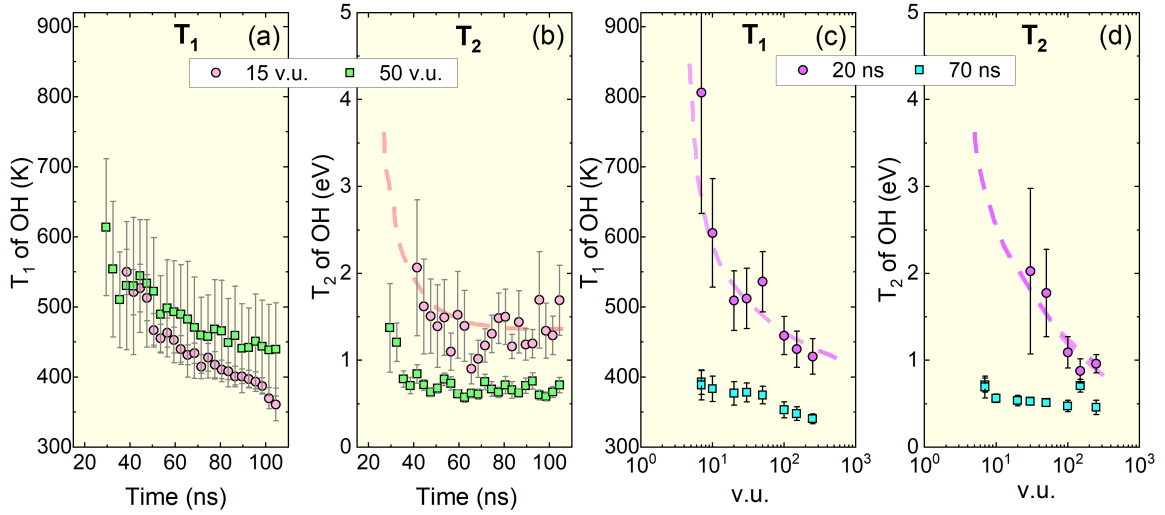 T1 (a)
T2 (b)
T1 (c)
T2 (d)
15 v.u. 50 v.u.
20 ns 70 ns
T1 of OH (K)
900
800
700
600
500
400
300
20 40 60 80 100
Time (ns)
T2 of OH (eV)
5
4
3
2
1
0
20 40 60 80 100
Time (ns)
T1 of OH (K)
900
800
700
600
500
400
300
10^0 10^1 10^2 10^3
v.u.
T2 of OH (eV)
5
4
3
2
1
0
10^0 10^1 10^2 10^3
v.u.